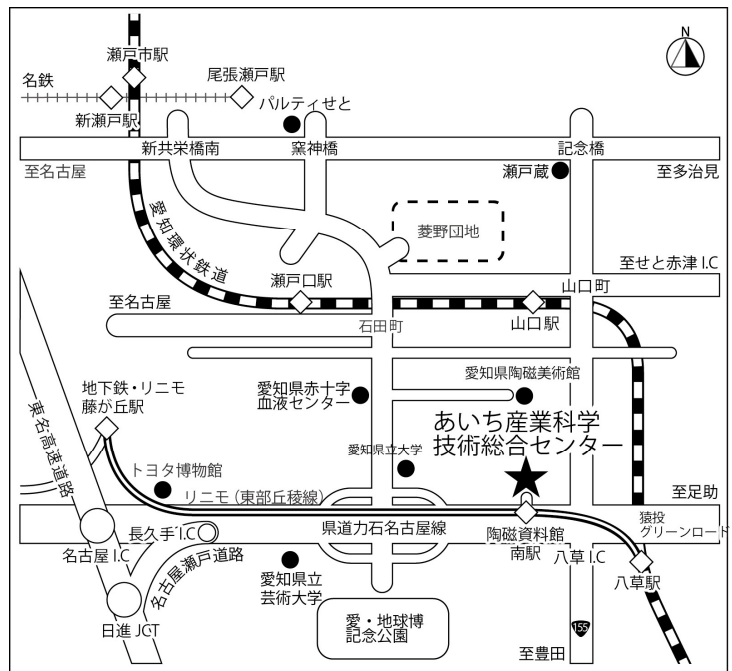 N
瀬戸市駅
名鉄
尾張瀬戸駅
新瀬戸駅
パルティせと
新共栄橋南
窯神橋
記念橋
至名古屋
瀬戸蔵
至多治見
愛知環状鉄道
菱野団地
至せと赤津I.C
瀬戸口駅
山口町
至名古屋
石田町
山口駅
地下鉄・リニモ
藤が丘駅
愛知県赤十字
血液センター
愛知県陶磁美術館
東名高速道路
あいち産業科学
技術総合センター
愛知県立大学
トヨタ博物館
リニモ（東部丘陵線）
至足助
長久手I.C
県道力石名古屋線
陶磁資料館
南駅
猿投
グリーンロード
名古屋I.C
八草I.C
名古屋瀬戸道路
愛知県立
芸術大学
八草駅
日進JCT
愛・地球博
記念公園
155
至豊田